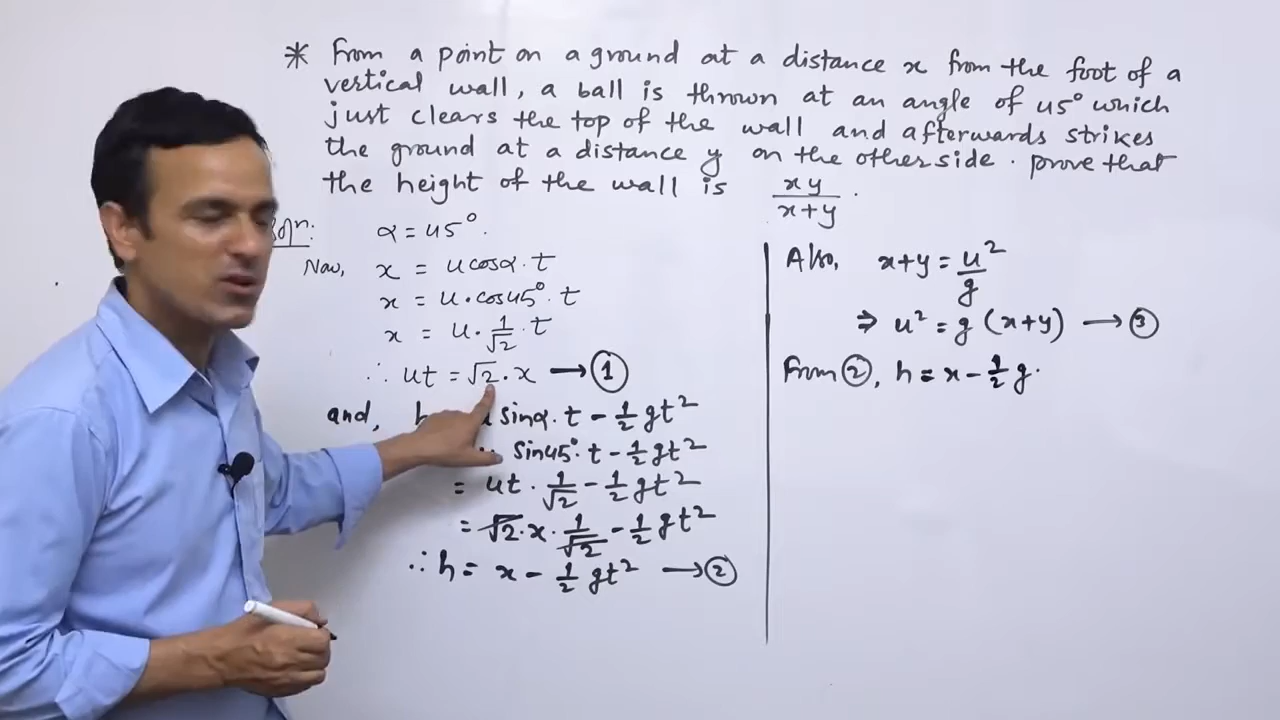 * From a point on a ground at a distance x from the foot of a
vertical wall, a ball is thrown at an angle of 45° which
just clears the top of the wall and afterwards strikes
the ground at a distance y on the other side. prove that
the height of the wall is xy/(x+y).
Solⁿ: α = 45°.
Now, x = u cosα · t
x = u · cos45° · t
x = u · 1/√2 · t
∴ ut = √2 · x → ①
and, sinα · t − 1/2 gt²
sin45° · t − 1/2 gt²
= ut · 1/√2 − 1/2 gt²
= √2 · x · 1/√2 − 1/2 gt²
∴ h = x − 1/2 gt² → ②
Also, x+y = u²/g
⇒ u² = g (x+y) → ③
From ②, h = x − 1/2 g ·